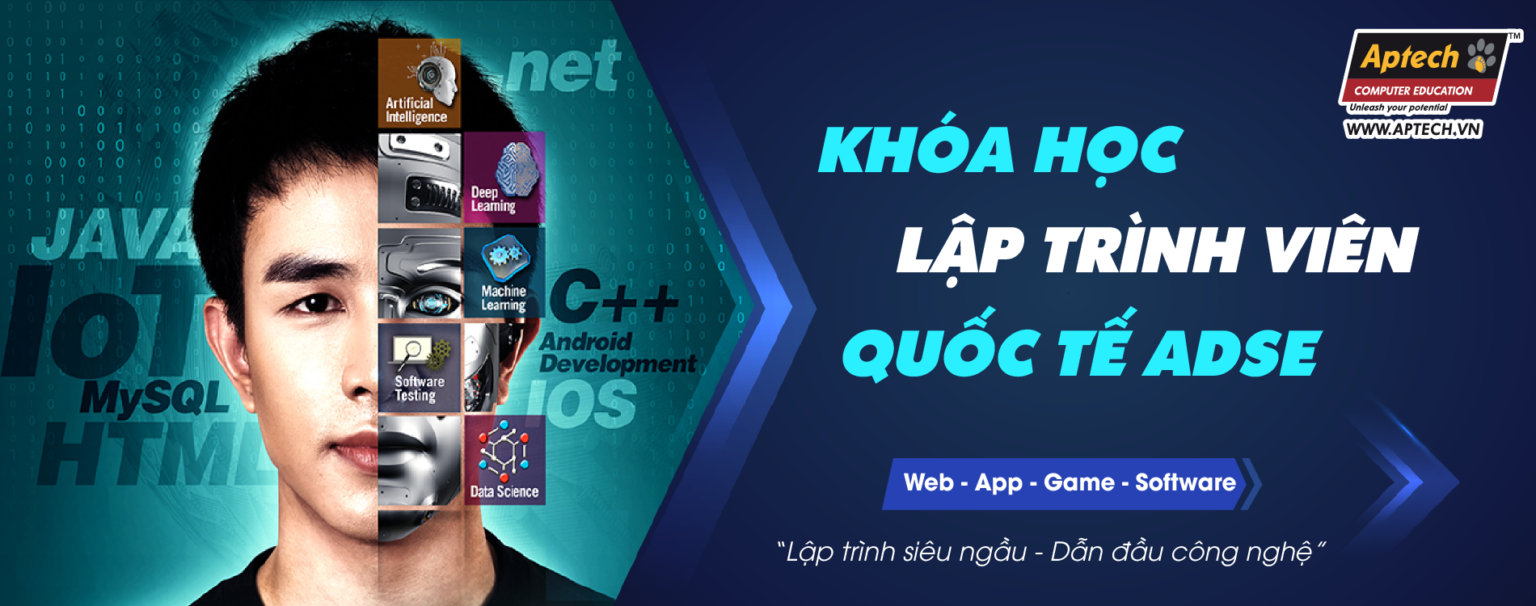 .net
JAVA
IoT
MySQL
HTML
C++
Android
Development
iOS
Artificial
Intelligence
Deep
Learning
Machine
Learning
Software
Testing
Data Science
Aptech
TM
COMPUTER EDUCATION
Unleash your potential
WWW.APTECH.VN
KHÓA HỌC
LẬP TRÌNH VIÊN
QUỐC TẾ ADSE
Web - App - Game - Software
“Lập trình siêu ngầu - Dẫn đầu công nghệ”